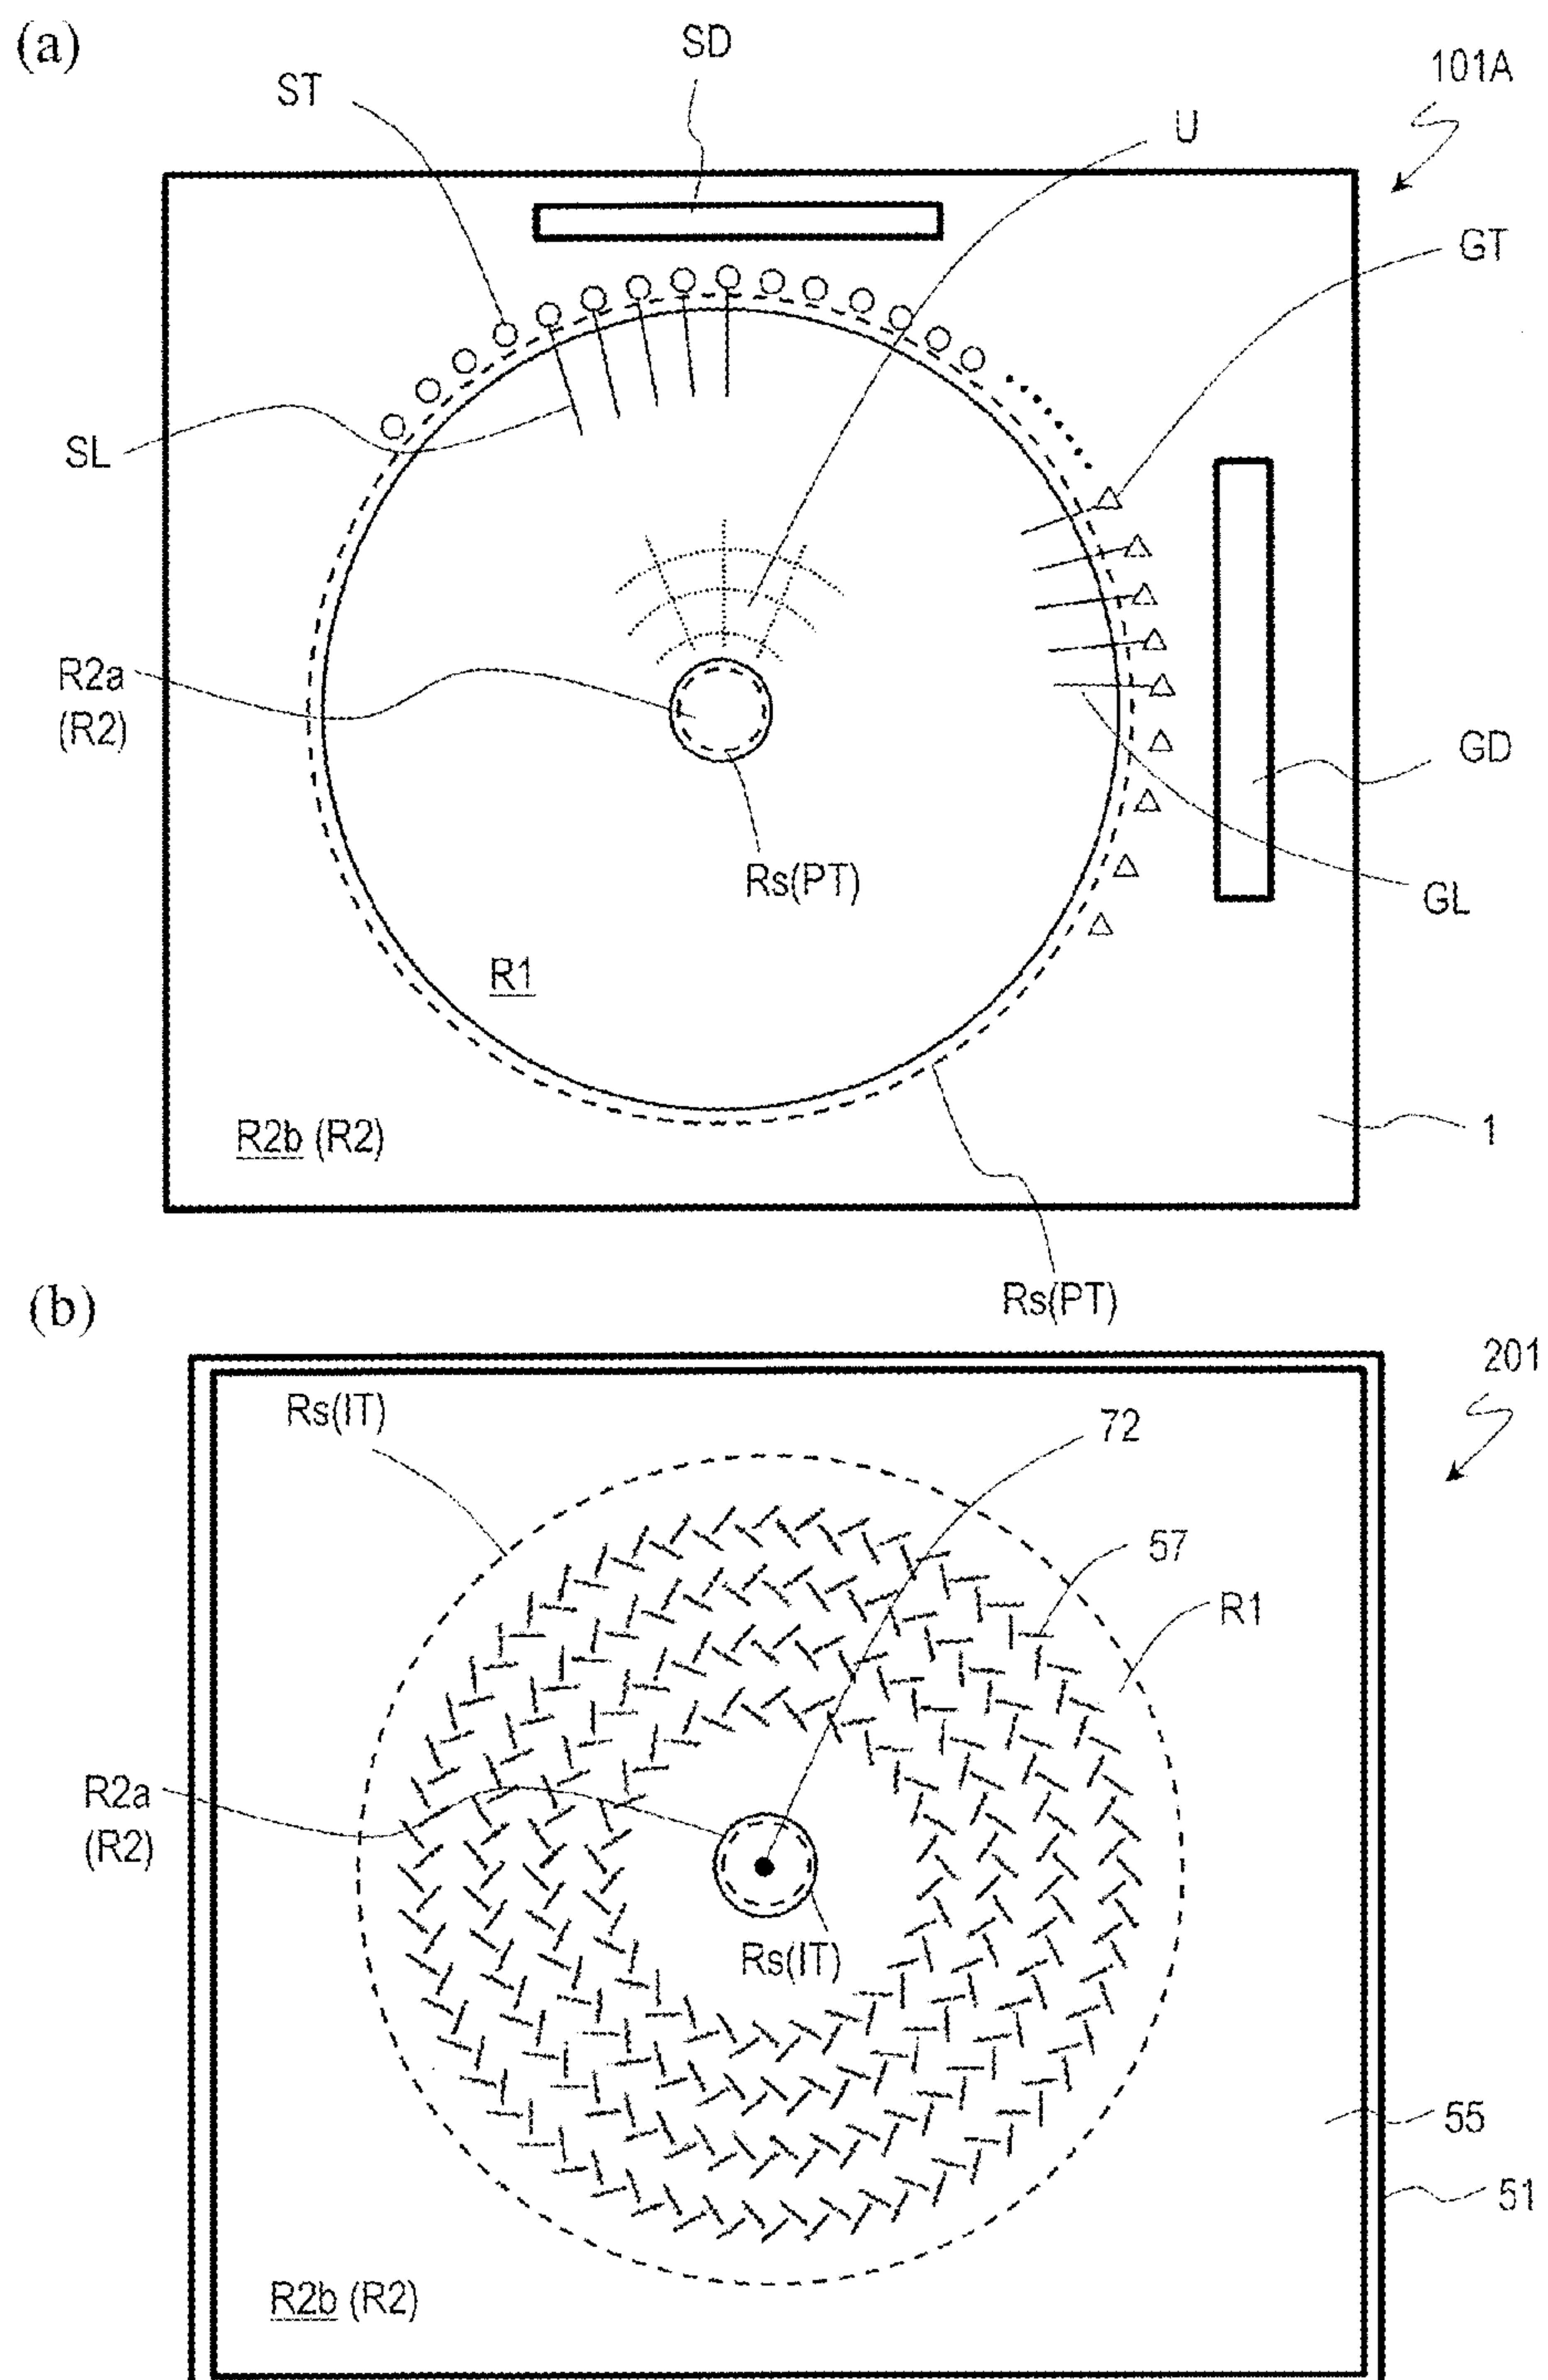 (a)
SD
ST
101A
U
GT
SL
R2a
(R2)
GD
Rs(PT)
GL
R1
R2b (R2)
1
Rs(PT)
(b)
201
Rs(IT)
72
57
R1
R2a
(R2)
Rs(IT)
55
51
R2b (R2)